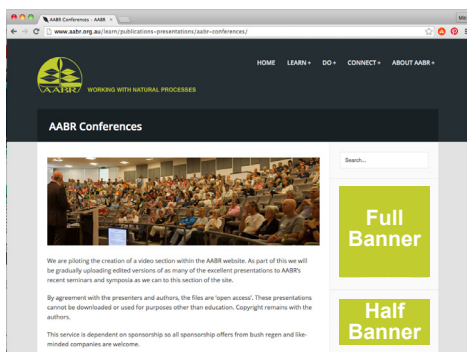 AABR Conferences - AABR
www.aabr.org.au/learn/publications-presentations/aabr-conferences/
HOME LEARN + DO + CONNECT + ABOUT AABR +
AABR
WORKING WITH NATURAL PROCESSES
AABR Conferences
Search...
Full
Banner
We are piloting the creation of a video section within the AABR website. As part of this we will
be gradually uploading edited versions of as many of the excellent presentations to AABR's
recent seminars and symposia as we can to this section of the site.
By agreement with the presenters and authors, the files are 'open access'. These presentations
cannot be downloaded or used for purposes other than education. Copyright remains with the
authors.
This service is dependent on sponsorship so all sponsorship offers from bush regen and like-
minded companies are welcome.
Half
Banner